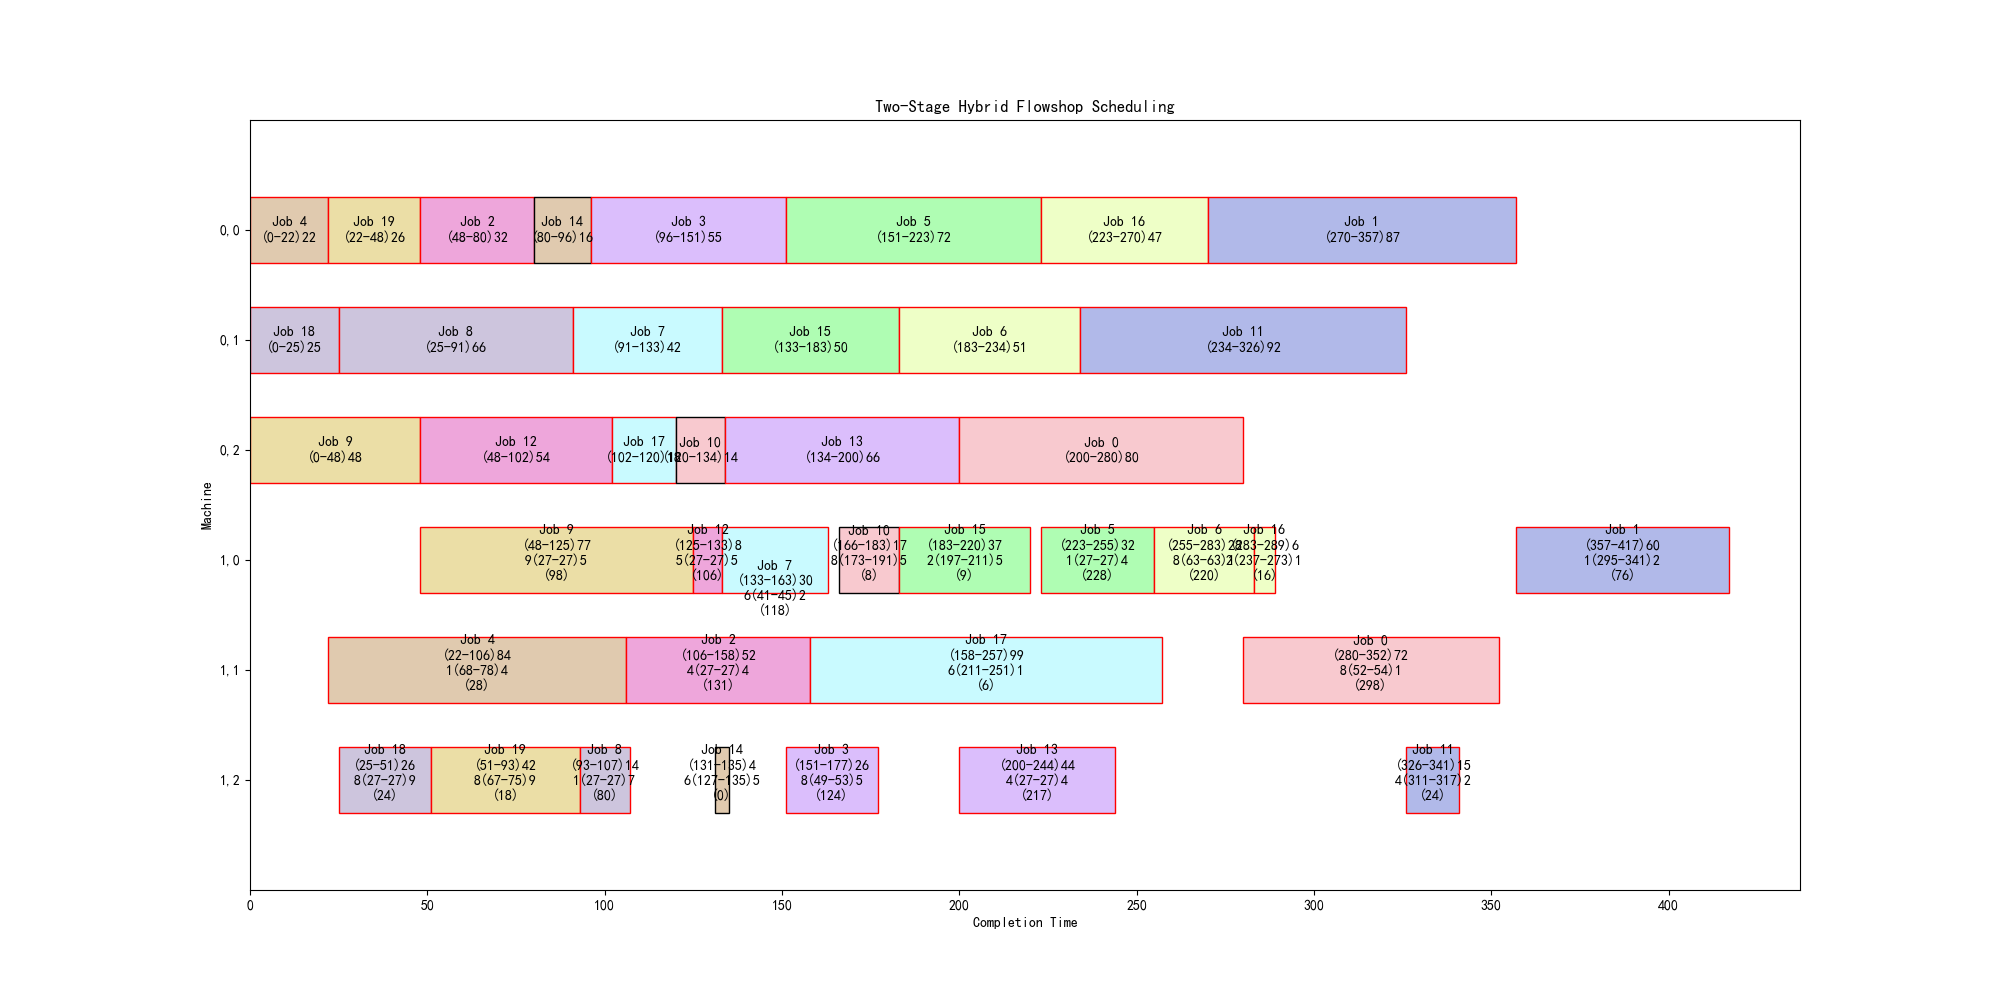 Two-Stage Hybrid Flowshop Scheduling
Machine
0,0
Job 4
(0-22)22
Job 19
(22-48)26
Job 2
(48-80)32
Job 14
(80-96)16
Job 3
(96-151)55
Job 5
(151-223)72
Job 16
(223-270)47
Job 1
(270-357)87
0,1
Job 18
(0-25)25
Job 8
(25-91)66
Job 7
(91-133)42
Job 15
(133-183)50
Job 6
(183-234)51
Job 11
(234-326)92
0,2
Job 9
(0-48)48
Job 12
(48-102)54
Job 17
(102-120)18
Job 10
(120-134)14
Job 13
(134-200)66
Job 0
(200-280)80
1,0
Job 9
(48-125)77
9(27-27)5
(98)
Job 12
(125-133)8
5(27-27)5
(106)
Job 7
(133-163)30
6(41-45)2
(118)
Job 10
(166-183)17
8(173-191)5
(8)
Job 15
(183-220)37
2(197-211)5
(9)
Job 5
(223-255)32
1(27-27)4
(228)
Job 6
(255-283)28
8(63-63)
(220)
Job 16
(283-289)6
(237-273)1
(16)
Job 1
(357-417)60
1(295-341)2
(76)
1,1
Job 4
(22-106)84
1(68-78)4
(28)
Job 2
(106-158)52
4(27-27)4
(131)
Job 17
(158-257)99
6(211-251)1
(6)
Job 0
(280-352)72
8(52-54)1
(298)
1,2
Job 18
(25-51)26
8(27-27)9
(24)
Job 19
(51-93)42
8(67-75)9
(18)
Job 8
(93-107)14
1(27-27)7
(80)
Job 14
(131-135)4
6(127-135)5
(0)
Job 3
(151-177)26
8(49-53)5
(124)
Job 13
(200-244)44
4(27-27)4
(217)
Job 11
(326-341)15
4(311-317)2
(24)
0 50 100 150 200 250 300 350 400
Completion Time